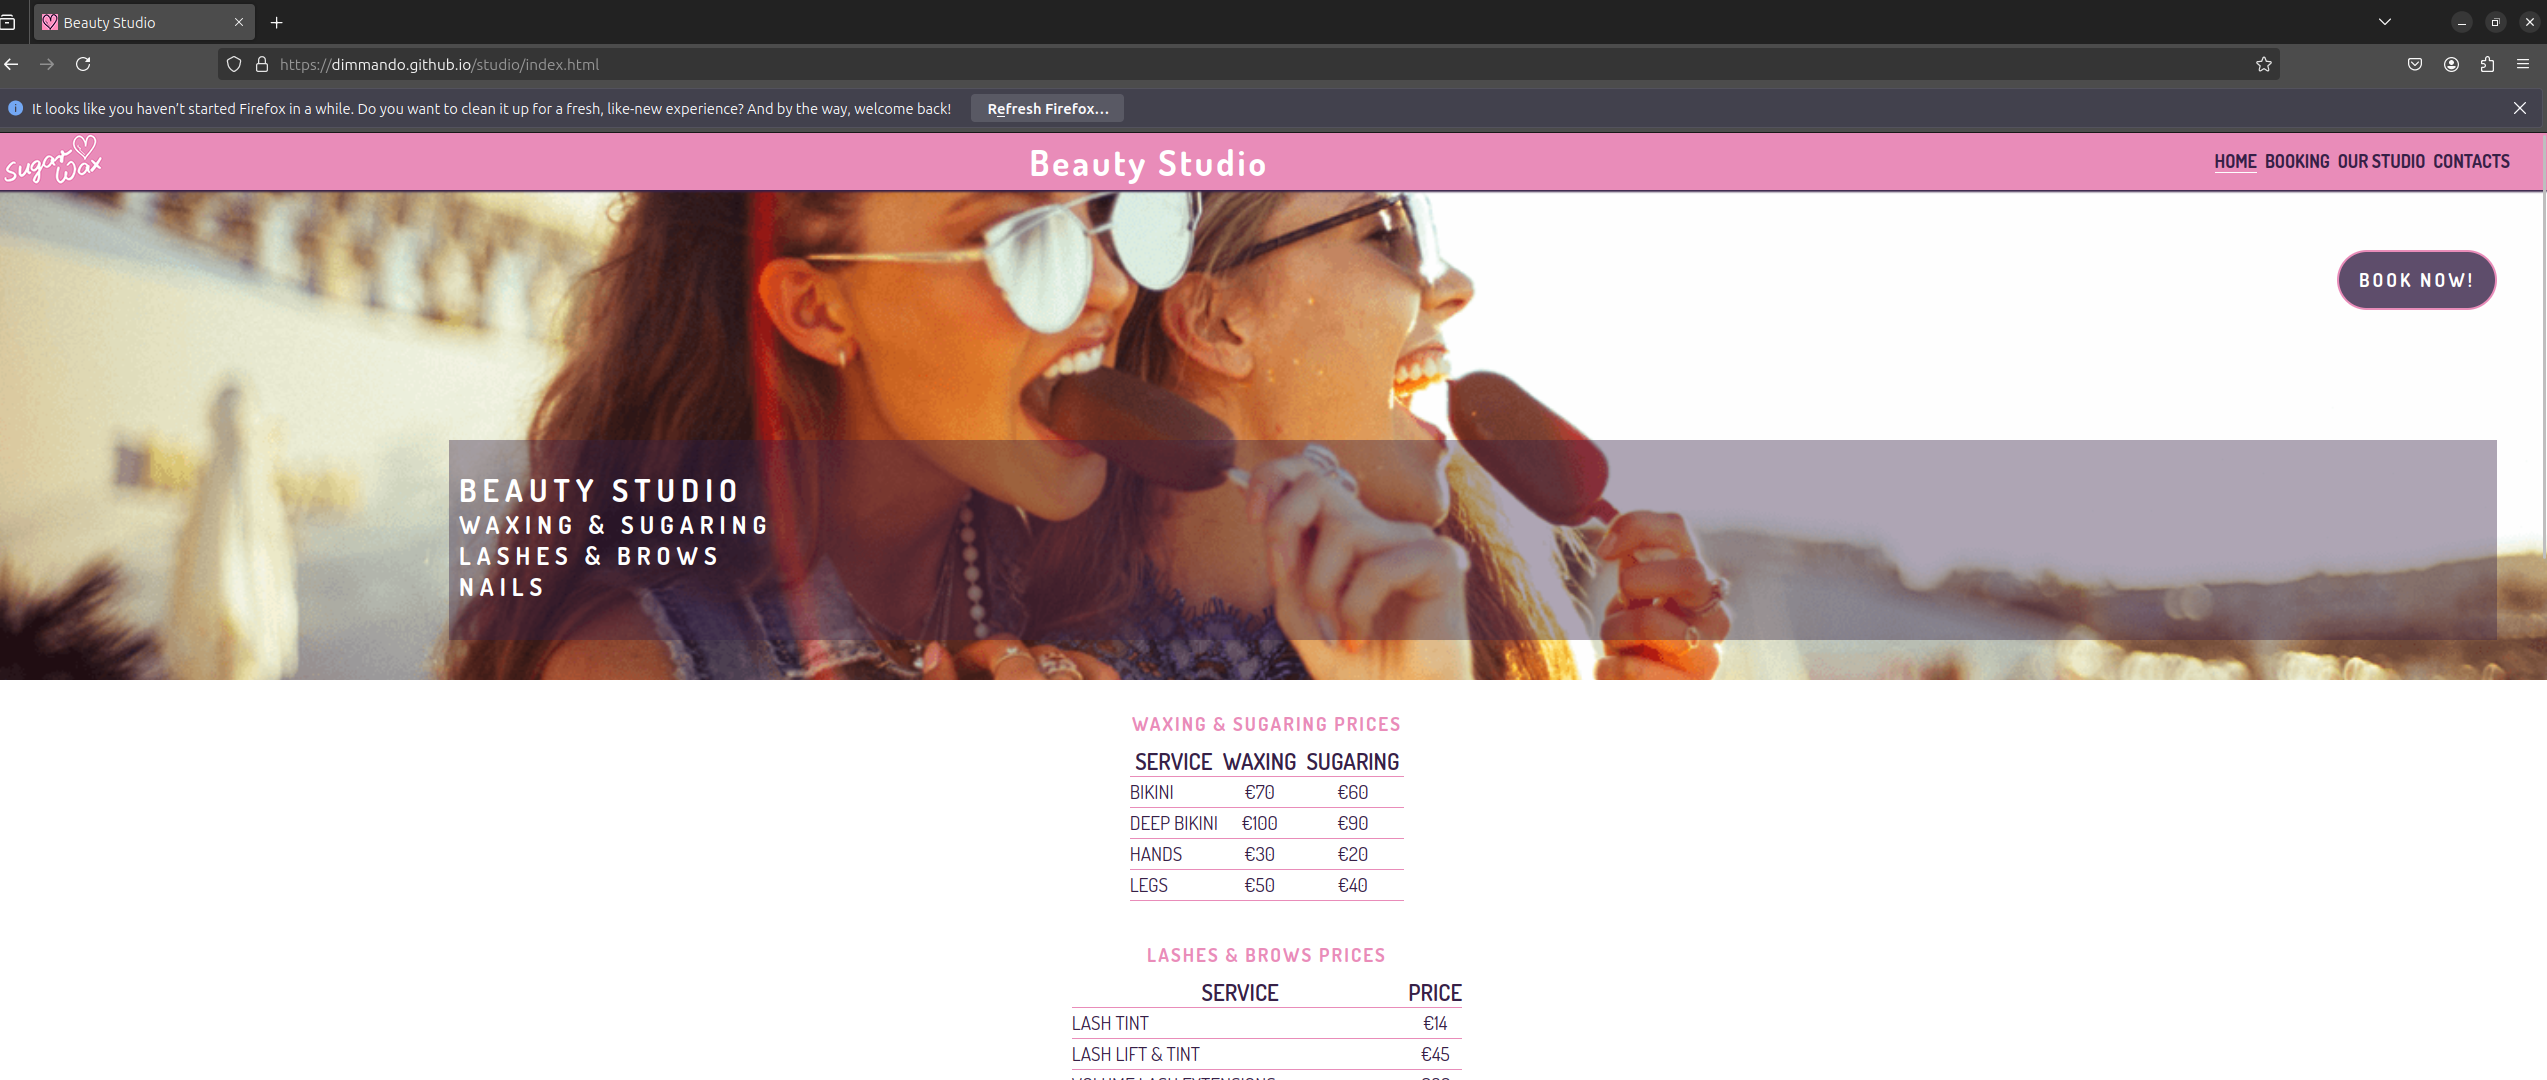 Beauty Studio
https://dimmando.github.io/studio/index.html
It looks like you haven't started Firefox in a while. Do you want to clean it up for a fresh, like-new experience? And by the way, welcome back!
Refresh Firefox...
Sugar Wax
Beauty Studio
HOME BOOKING OUR STUDIO CONTACTS
BOOK NOW!
BEAUTY STUDIO
WAXING & SUGARING
LASHES & BROWS
NAILS
WAXING & SUGARING PRICES
SERVICE WAXING SUGARING
BIKINI €70 €60
DEEP BIKINI €100 €90
HANDS €30 €20
LEGS €50 €40
LASHES & BROWS PRICES
SERVICE PRICE
LASH TINT €14
LASH LIFT & TINT €45